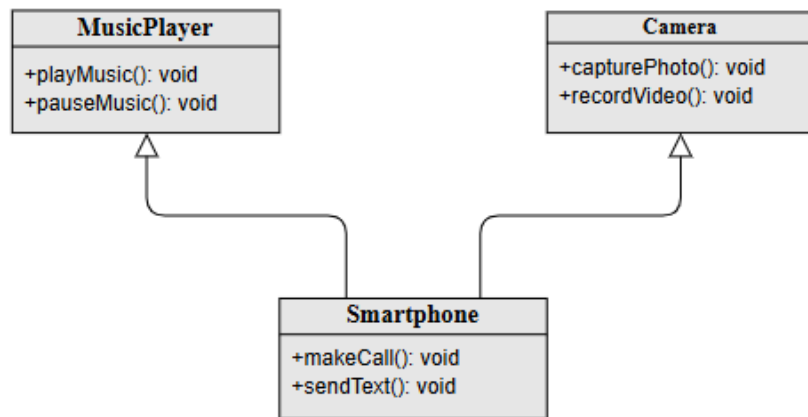 MusicPlayer
+playMusic(): void
+pauseMusic(): void
Camera
+capturePhoto(): void
+recordVideo(): void
Smartphone
+makeCall(): void
+sendText(): void